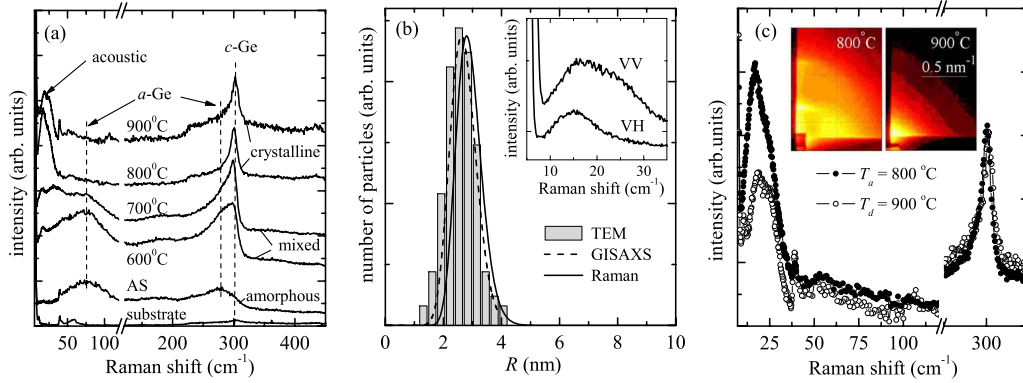 (a)
c-Ge
acoustic
a-Ge
900°C
crystalline
800°C
700°C
mixed
600°C
AS
amorphous
substrate
intensity (arb. units)
50 100 300 400
Raman shift (cm-1)
(b)
number of particles (arb. units)
intensity (arb. units)
VV
VH
10 20 30
Raman shift (cm-1)
TEM
GISAXS
Raman
0 2 4 6 8 10
R (nm)
(c)
800°C
900°C
0.5 nm-1
intensity (arb.units)
Ta = 800 °C
Td = 900 °C
25 50 75 100 300
Raman shift (cm-1)